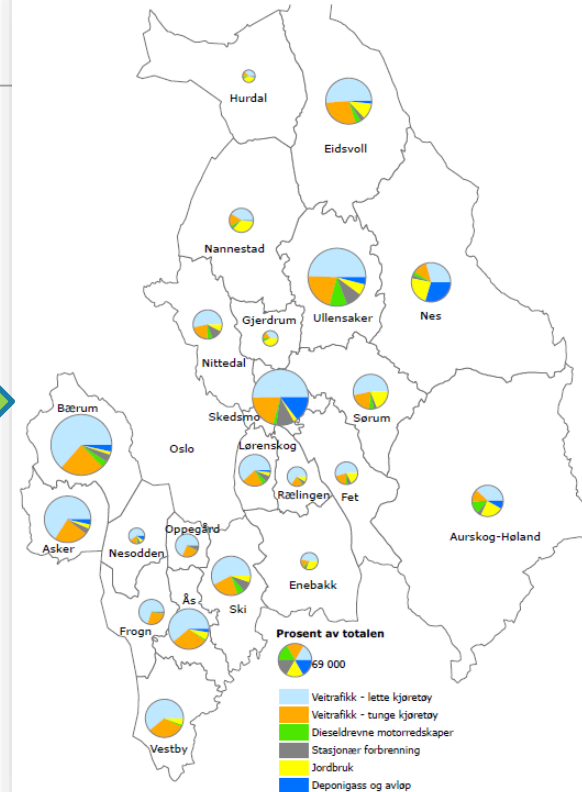 Hurdal
Eidsvoll
Nannestad
Ullensaker
Nes
Gjerdrum
Nittedal
Bærum
Skedsmo
Sørum
Oslo
Lørenskog
Rælingen
Fet
Asker
Nesodden
Oppegård
Aurskog-Høland
Enebakk
Ås
Ski
Frogn
Vestby
Prosent av totalen
69 000
Veitrafikk - lette kjøretøy
Veitrafikk - tunge kjøretøy
Dieseldrevne motorredskaper
Stasjonær forbrenning
Jordbruk
Deponigass og avløp